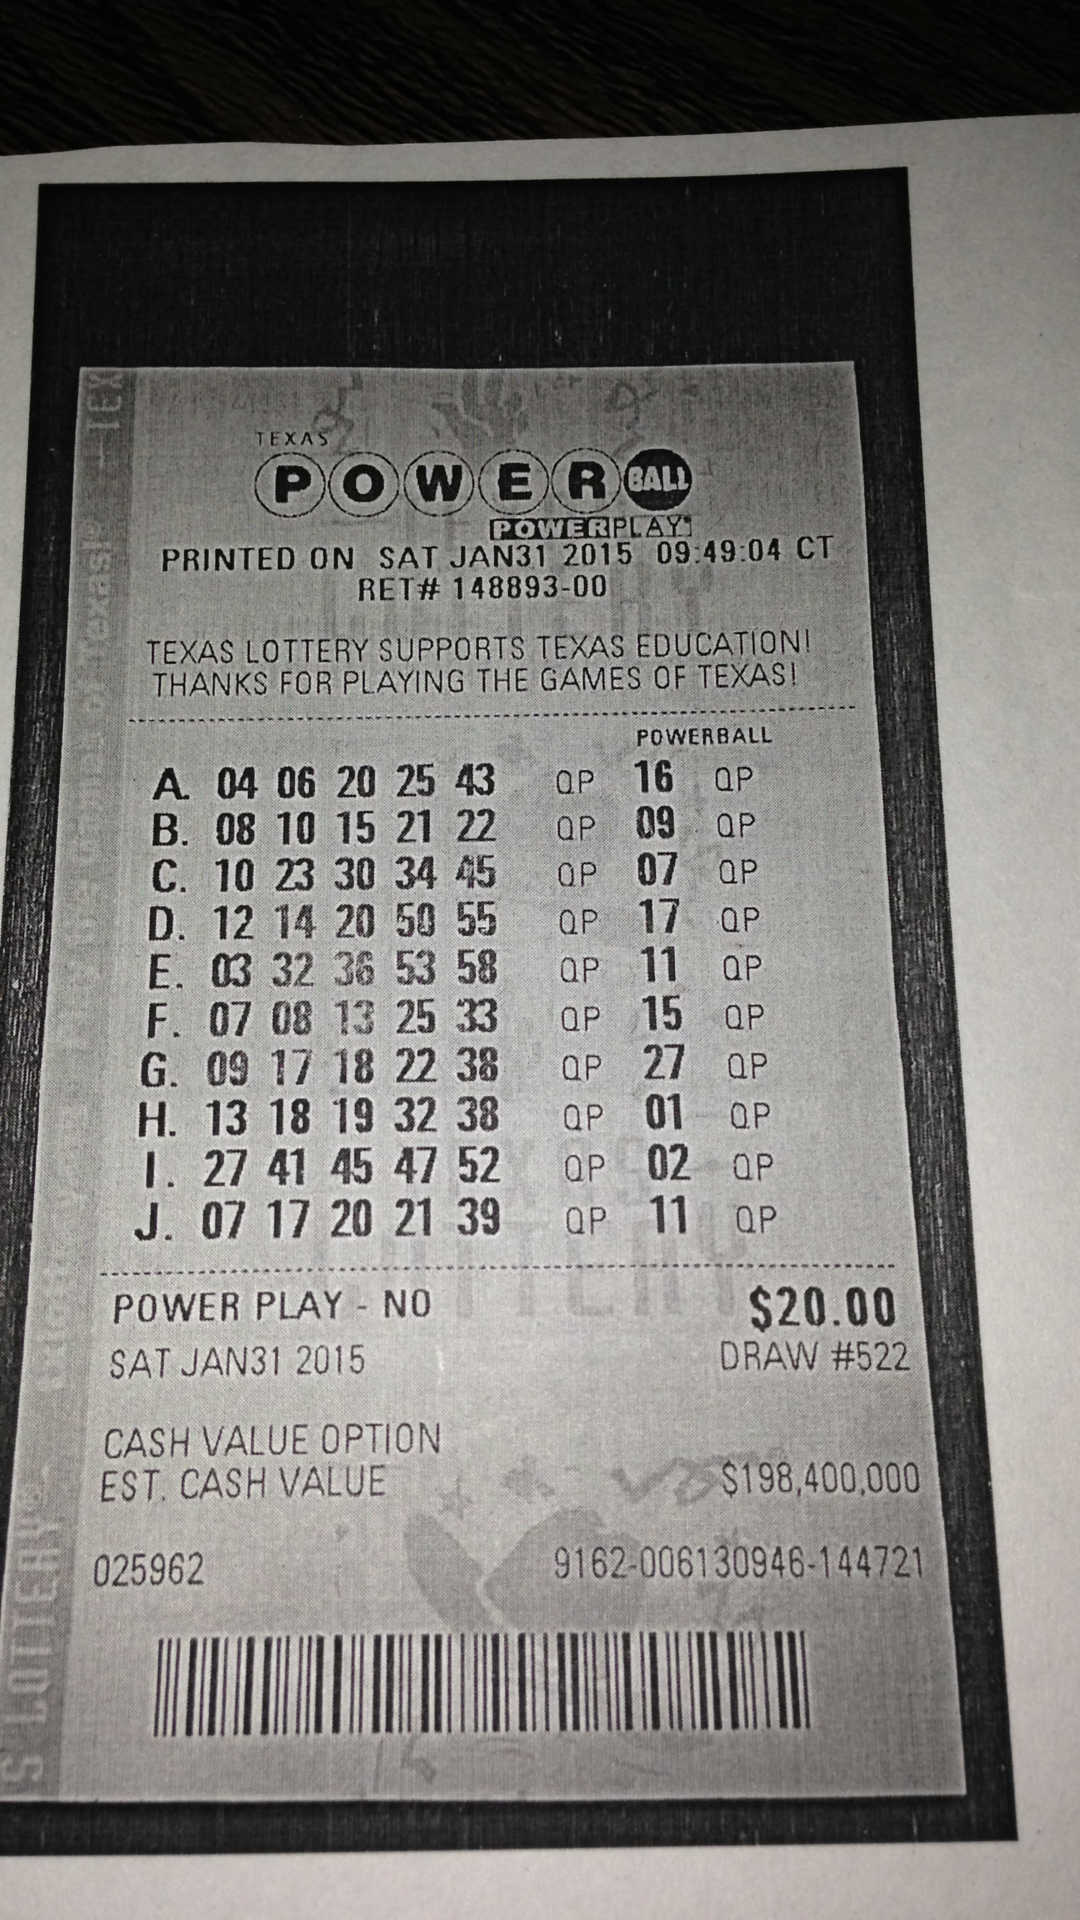 TEXAS
POWERBALL
POWERPLAY
PRINTED ON SAT JAN31 2015 09:49:04 CT
RET# 148893-00
TEXAS LOTTERY SUPPORTS TEXAS EDUCATION!
THANKS FOR PLAYING THE GAMES OF TEXAS!
POWERBALL
A. 04 06 20 25 43 QP 16 QP
B. 08 10 15 21 22 QP 09 QP
C. 10 23 30 34 45 QP 07 QP
D. 12 14 20 50 55 QP 17 QP
E. 03 32 36 53 58 QP 11 QP
F. 07 08 13 25 33 QP 15 QP
G. 09 17 18 22 38 QP 27 QP
H. 13 18 19 32 38 QP 01 QP
I. 27 41 45 47 52 QP 02 QP
J. 07 17 20 21 39 QP 11 QP
POWER PLAY - NO $20.00
SAT JAN31 2015 DRAW #522
CASH VALUE OPTION
EST. CASH VALUE $198,400,000
025962 9162-006130946-144721